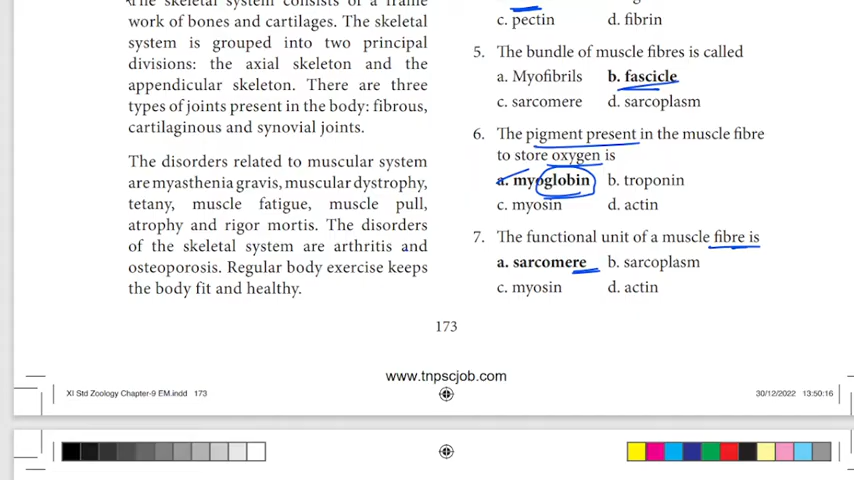 The skeletal system consists of a frame
work of bones and cartilages. The skeletal
system is grouped into two principal
divisions: the axial skeleton and the
appendicular skeleton. There are three
types of joints present in the body: fibrous,
cartilaginous and synovial joints.
The disorders related to muscular system
are myasthenia gravis, muscular dystrophy,
tetany, muscle fatigue, muscle pull,
atrophy and rigor mortis. The disorders
of the skeletal system are arthritis and
osteoporosis. Regular body exercise keeps
the body fit and healthy.
c. pectin d. fibrin
5. The bundle of muscle fibres is called
a. Myofibrils b. fascicle
c. sarcomere d. sarcoplasm
6. The pigment present in the muscle fibre
to store oxygen is
a. myoglobin b. troponin
c. myosin d. actin
7. The functional unit of a muscle fibre is
a. sarcomere b. sarcoplasm
c. myosin d. actin
173
www.tnpscjob.com
XI Std Zoology Chapter-9 EM.indd 173 30/12/2022 13:50:16